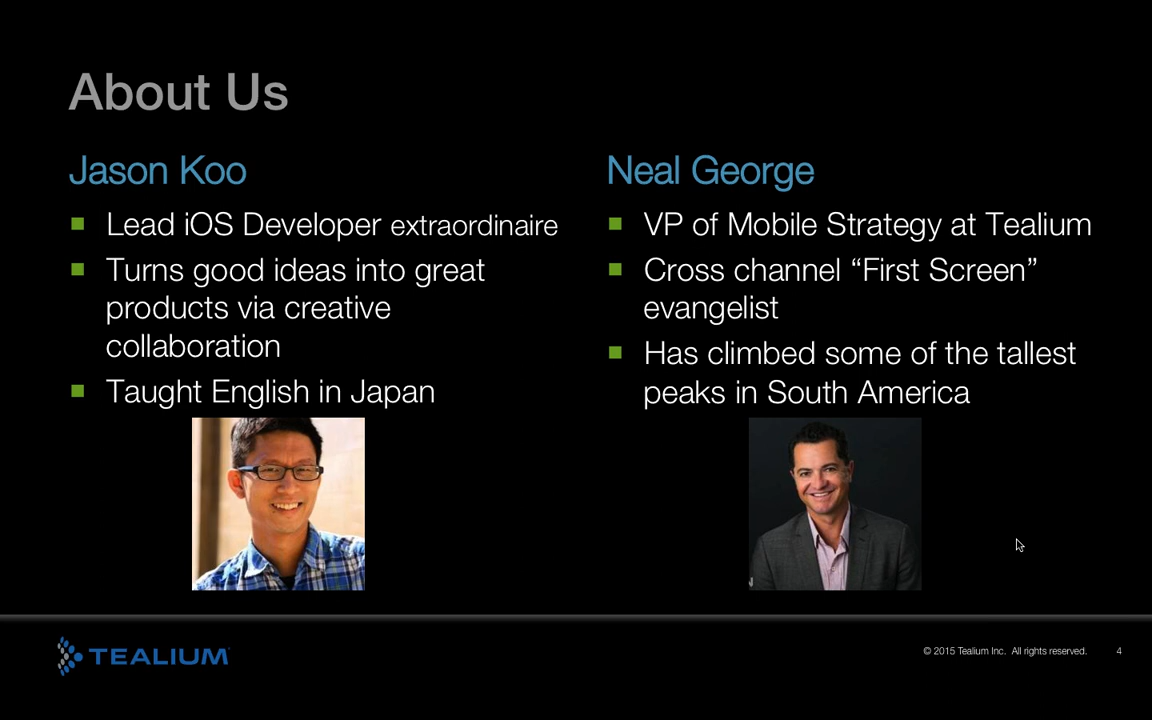 About Us
Jason Koo
Lead iOS Developer extraordinaire
Turns good ideas into great
products via creative
collaboration
Taught English in Japan
Neal George
VP of Mobile Strategy at Tealium
Cross channel “First Screen”
evangelist
Has climbed some of the tallest
peaks in South America
TEALIUM
© 2015 Tealium Inc. All rights reserved.
4